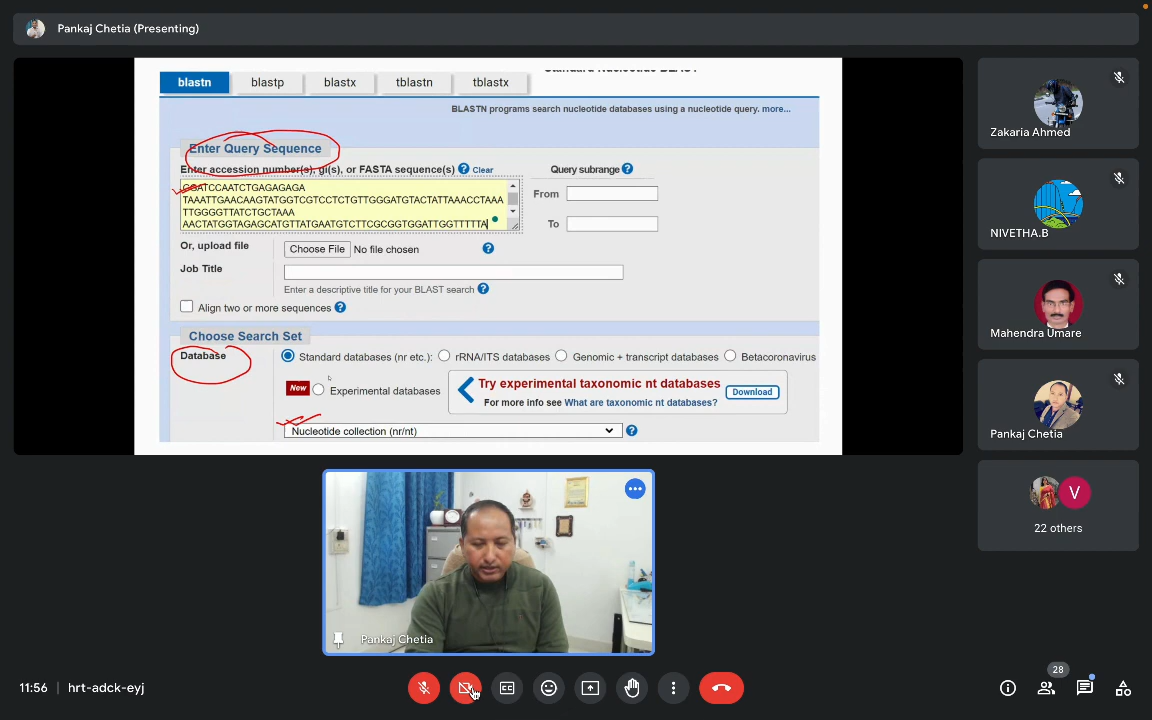 Pankaj Chetia (Presenting)
blastn
blastp
blastx
tblastn
tblastx
Standard Nucleotide BLAST
BLASTN programs search nucleotide databases using a nucleotide query. more...
Enter Query Sequence
Enter accession number(s), gi(s), or FASTA sequence(s) Clear
Query subrange
GGATCCAATCTGAGAGAGA
TAAATTGAACAAGTATGGTCGTCCTCTGTTGGGATGTACTATTAAACCTAAA
TTGGGGTTATCTGCTAAA
AACTATGGTAGAGCATGTTATGAATGTCTTCGCGGTGGATTGGTTTTTA
From
To
Or, upload file
Choose File No file chosen
Job Title
Enter a descriptive title for your BLAST search
Align two or more sequences
Choose Search Set
Database
Standard databases (nr etc.): rRNA/ITS databases Genomic + transcript databases Betacoronavirus
New Experimental databases
Try experimental taxonomic nt databases
For more info see What are taxonomic nt databases?
Download
Nucleotide collection (nr/nt)
Zakaria Ahmed
NIVETHA.B
Mahendra Umare
Pankaj Chetia
V
22 others
Pankaj Chetia
11:56 | hrt-adck-eyj
28